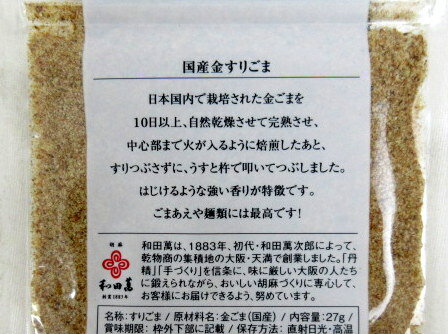 国産金すりごま
日本国内で栽培された金ごまを
10日以上、自然乾燥させて完熟させ、
中心部まで火が入るように焙煎したあと、
すりつぶさずに、うすと杵で叩いてつぶしました。
はじけるような強い香りが特徴です。
ごまあえや麺類には最高です!
胡麻
和田萬
創業1883年
和田萬は、1883年、初代・和田萬次郎によって、
乾物商の集積地の大阪・天満で創業しました。「丹
精」「手づくり」を信条に、味に厳しい大阪の人たち
に鍛えられながら、おいしい胡麻づくりに専心して、
お客様にお届けできるよう、努めています。
名称:すりごま / 原材料名:金ごま(国産) / 内容量:27g /
賞味期限:枠外下部に記載 / 保存方法:直射日光・高温